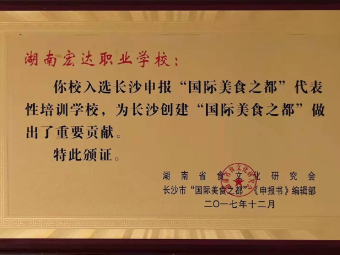 湖南宏达职业学校:
你校入选长沙申报“国际美食之都”代表
性培训学校,为长沙创建“国际美食之都”做
出了重要贡献。
特此颁证。
湖南省食文化研究会
长沙市“国际美食之都”《申报书》编辑部
二〇一七年十二月